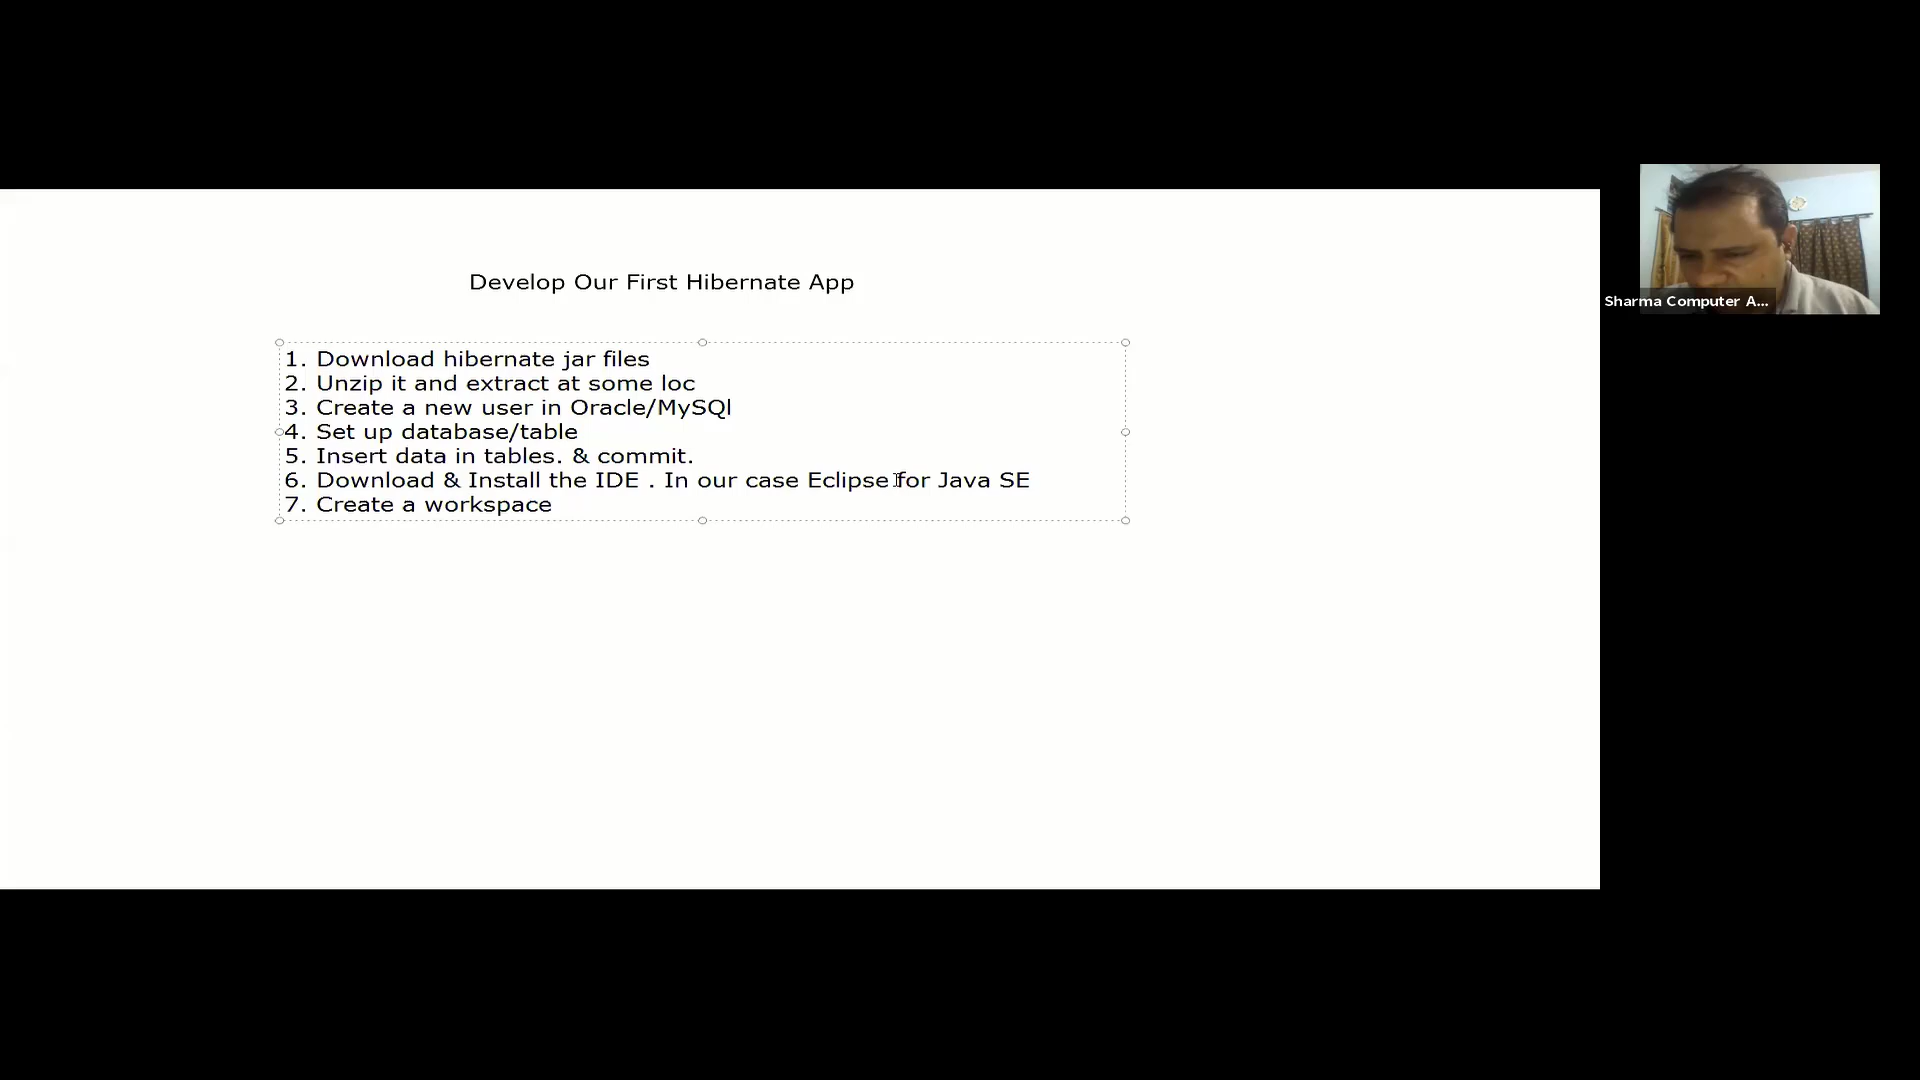 Develop Our First Hibernate App
1. Download hibernate jar files
2. Unzip it and extract at some loc
3. Create a new user in Oracle/MySQl
4. Set up database/table
5. Insert data in tables. & commit.
6. Download & Install the IDE . In our case Eclipse for Java SE
7. Create a workspace
Sharma Computer A...